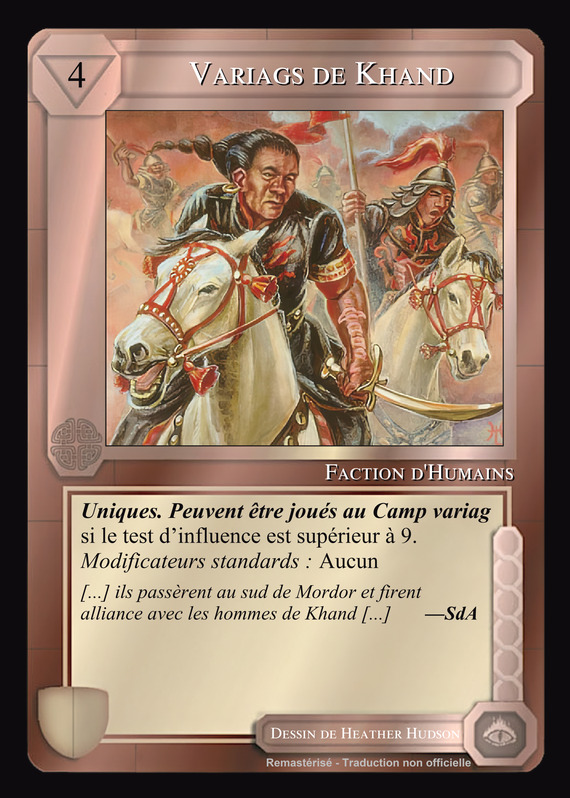 4
Variags de Khand
Faction d'Humains
Uniques. Peuvent être joués au Camp variag
si le test d'influence est supérieur à 9.
Modificateurs standards : Aucun
[...] ils passèrent au sud de Mordor et firent
alliance avec les hommes de Khand [...] —SdA
Dessin de Heather Hudson
Remastérisé - Traduction non officielle